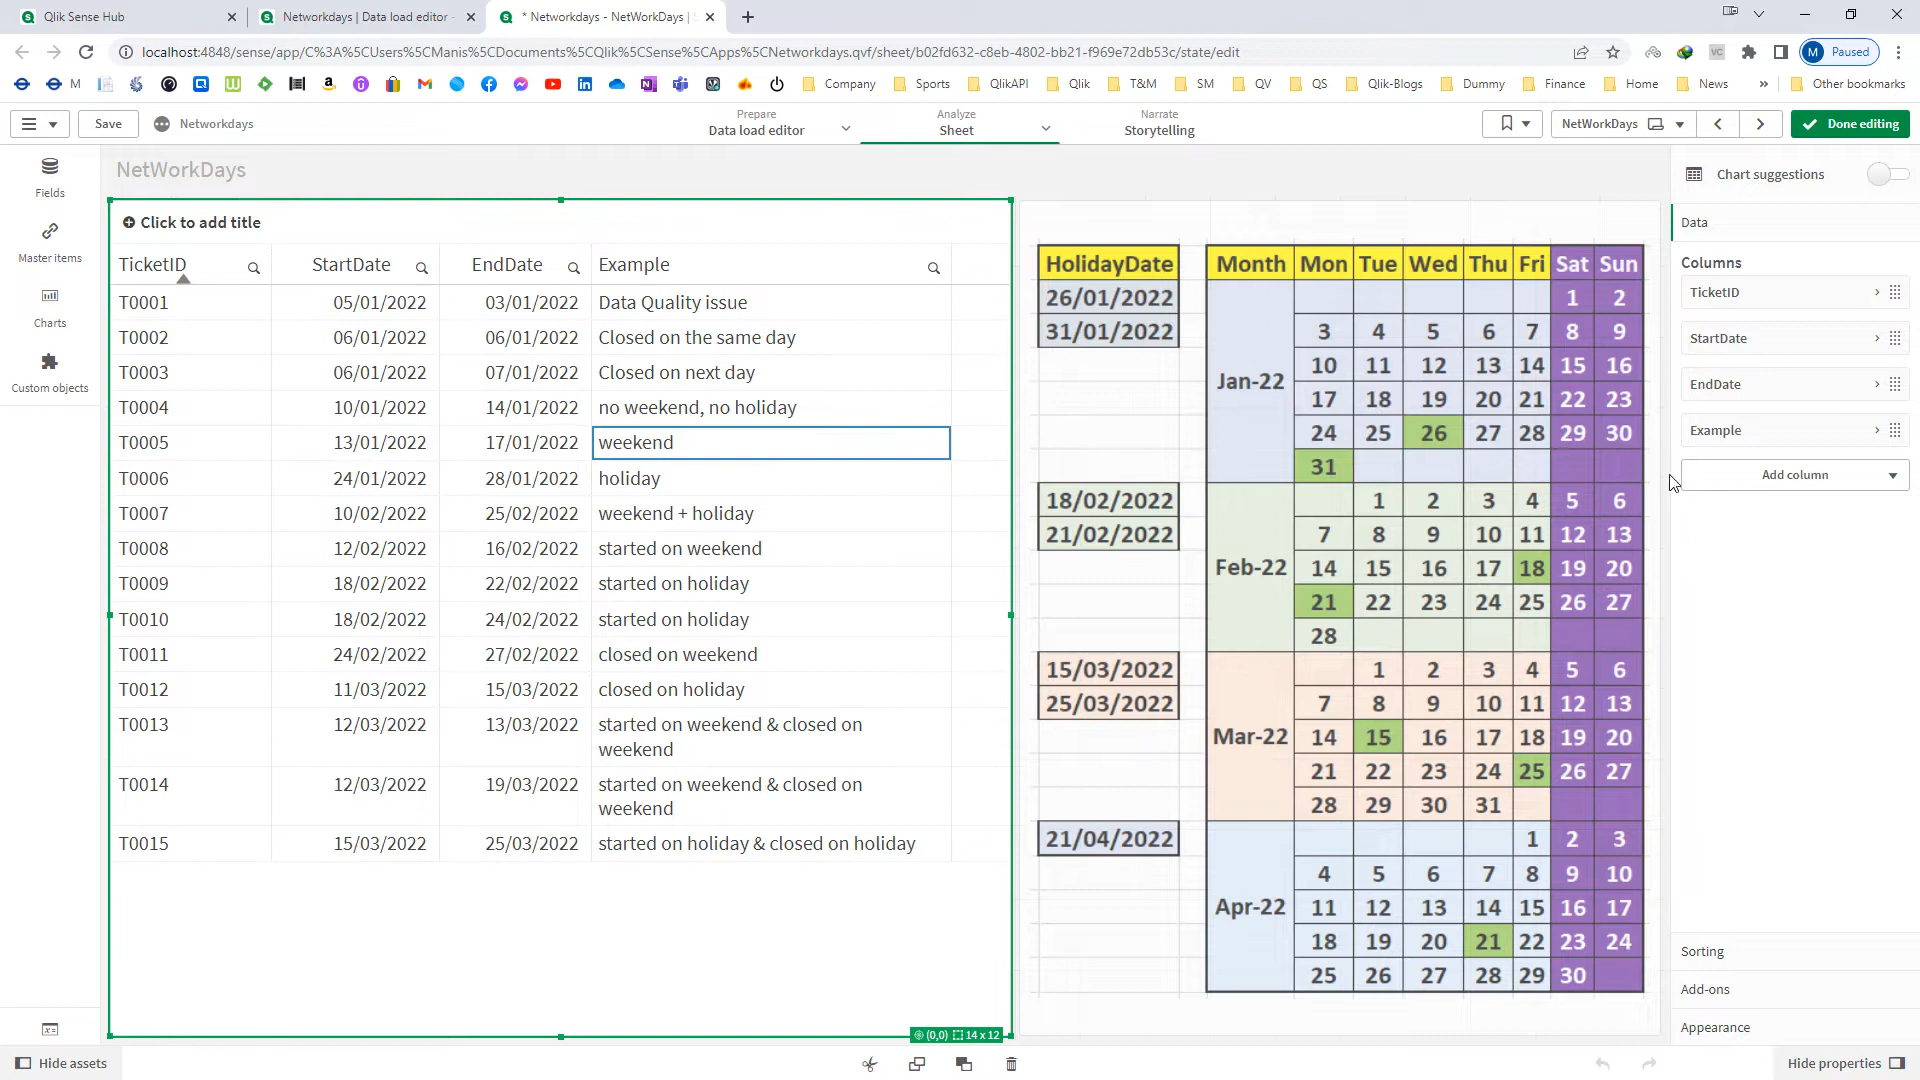 Qlik Sense Hub
Networkdays | Data load editor -
* Networkdays - NetWorkDays |
localhost:4848/sense/app/C%3A%5CUsers%5CManis%5CDocuments%5CQlik%5CSense%5CApps%5CNetworkdays.qvf/sheet/b02fd632-c8eb-4802-bb21-f969e72db53c/state/edit
VC
M Paused
M
Company Sports QlikAPI Qlik T&M SM QV QS Qlik-Blogs Dummy Finance Home News » Other bookmarks
Save
Networkdays
Prepare
Data load editor
Analyze
Sheet
Narrate
Storytelling
NetWorkDays
Done editing
Fields
Master items
Charts
Custom objects
NetWorkDays
Click to add title
TicketID StartDate EndDate Example
T0001 05/01/2022 03/01/2022 Data Quality issue
T0002 06/01/2022 06/01/2022 Closed on the same day
T0003 06/01/2022 07/01/2022 Closed on next day
T0004 10/01/2022 14/01/2022 no weekend, no holiday
T0005 13/01/2022 17/01/2022 weekend
T0006 24/01/2022 28/01/2022 holiday
T0007 10/02/2022 25/02/2022 weekend + holiday
T0008 12/02/2022 16/02/2022 started on weekend
T0009 18/02/2022 22/02/2022 started on holiday
T0010 18/02/2022 24/02/2022 started on holiday
T0011 24/02/2022 27/02/2022 closed on weekend
T0012 11/03/2022 15/03/2022 closed on holiday
T0013 12/03/2022 13/03/2022 started on weekend & closed on
weekend
T0014 12/03/2022 19/03/2022 started on weekend & closed on
weekend
T0015 15/03/2022 25/03/2022 started on holiday & closed on holiday
(0,0) 14 x 12
HolidayDate
26/01/2022
31/01/2022
18/02/2022
21/02/2022
15/03/2022
25/03/2022
21/04/2022
Month Mon Tue Wed Thu Fri Sat Sun
1 2
3 4 5 6 7 8 9
10 11 12 13 14 15 16
Jan-22
17 18 19 20 21 22 23
24 25 26 27 28 29 30
31
1 2 3 4 5 6
7 8 9 10 11 12 13
Feb-22 14 15 16 17 18 19 20
21 22 23 24 25 26 27
28
1 2 3 4 5 6
7 8 9 10 11 12 13
Mar-22 14 15 16 17 18 19 20
21 22 23 24 25 26 27
28 29 30 31
1 2 3
4 5 6 7 8 9 10
Apr-22 11 12 13 14 15 16 17
18 19 20 21 22 23 24
25 26 27 28 29 30
Chart suggestions
Data
Columns
TicketID
StartDate
EndDate
Example
Add column
Sorting
Add-ons
Appearance
Hide assets
Hide properties